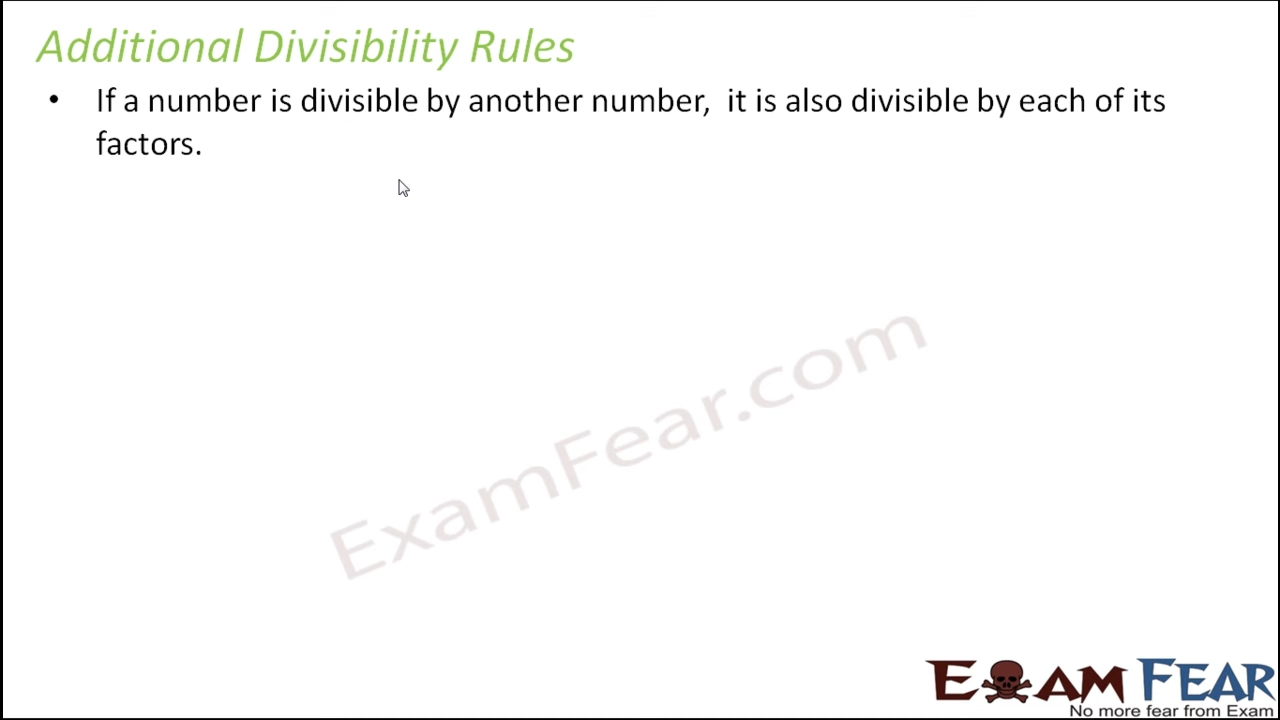 Additional Divisibility Rules
• If a number is divisible by another number, it is also divisible by each of its
factors.
ExamFear.com
EXAM FEAR
No more fear from Exam